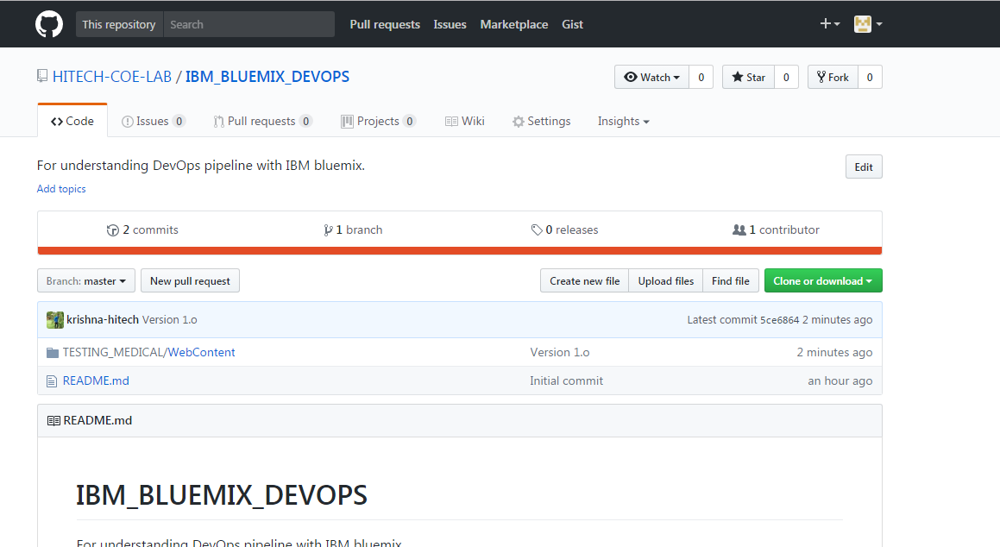 This repository Search Pull requests Issues Marketplace Gist
HITECH-COE-LAB / IBM_BLUEMIX_DEVOPS Watch 0 Star 0 Fork 0
Code Issues 0 Pull requests 0 Projects 0 Wiki Settings Insights
For understanding DevOps pipeline with IBM bluemix. Edit
Add topics
2 commits 1 branch 0 releases 1 contributor
Branch: master New pull request Create new file Upload files Find file Clone or download
krishna-hitech Version 1.o Latest commit 5ce6864 2 minutes ago
TESTING_MEDICAL/WebContent Version 1.o 2 minutes ago
README.md Initial commit an hour ago
README.md
IBM_BLUEMIX_DEVOPS
For understanding DevOps pipeline with IBM bluemix.